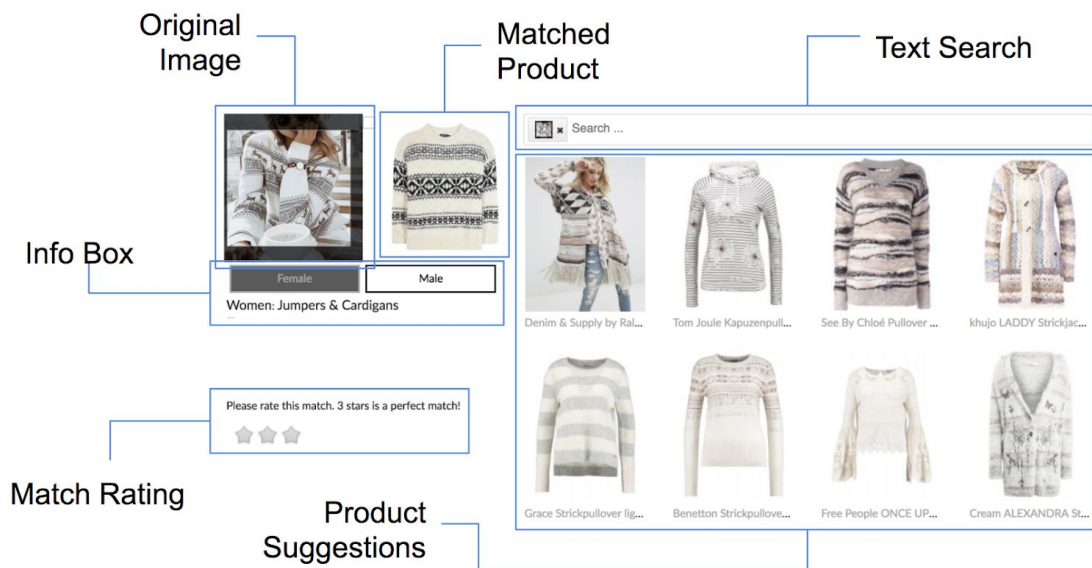 Original
Image
Matched
Product
Text Search
Search ...
Info Box
Female
Male
Women: Jumpers & Cardigans
...
Denim & Supply by Ral...
Tom Joule Kapuzenpull...
See By Chloé Pullover ...
khujo LADDY Strickjac...
Please rate this match. 3 stars is a perfect match!
Match Rating
Grace Strickpullover lig...
Benetton Strickpullove...
Free People ONCE UP...
Cream ALEXANDRA St...
Product
Suggestions